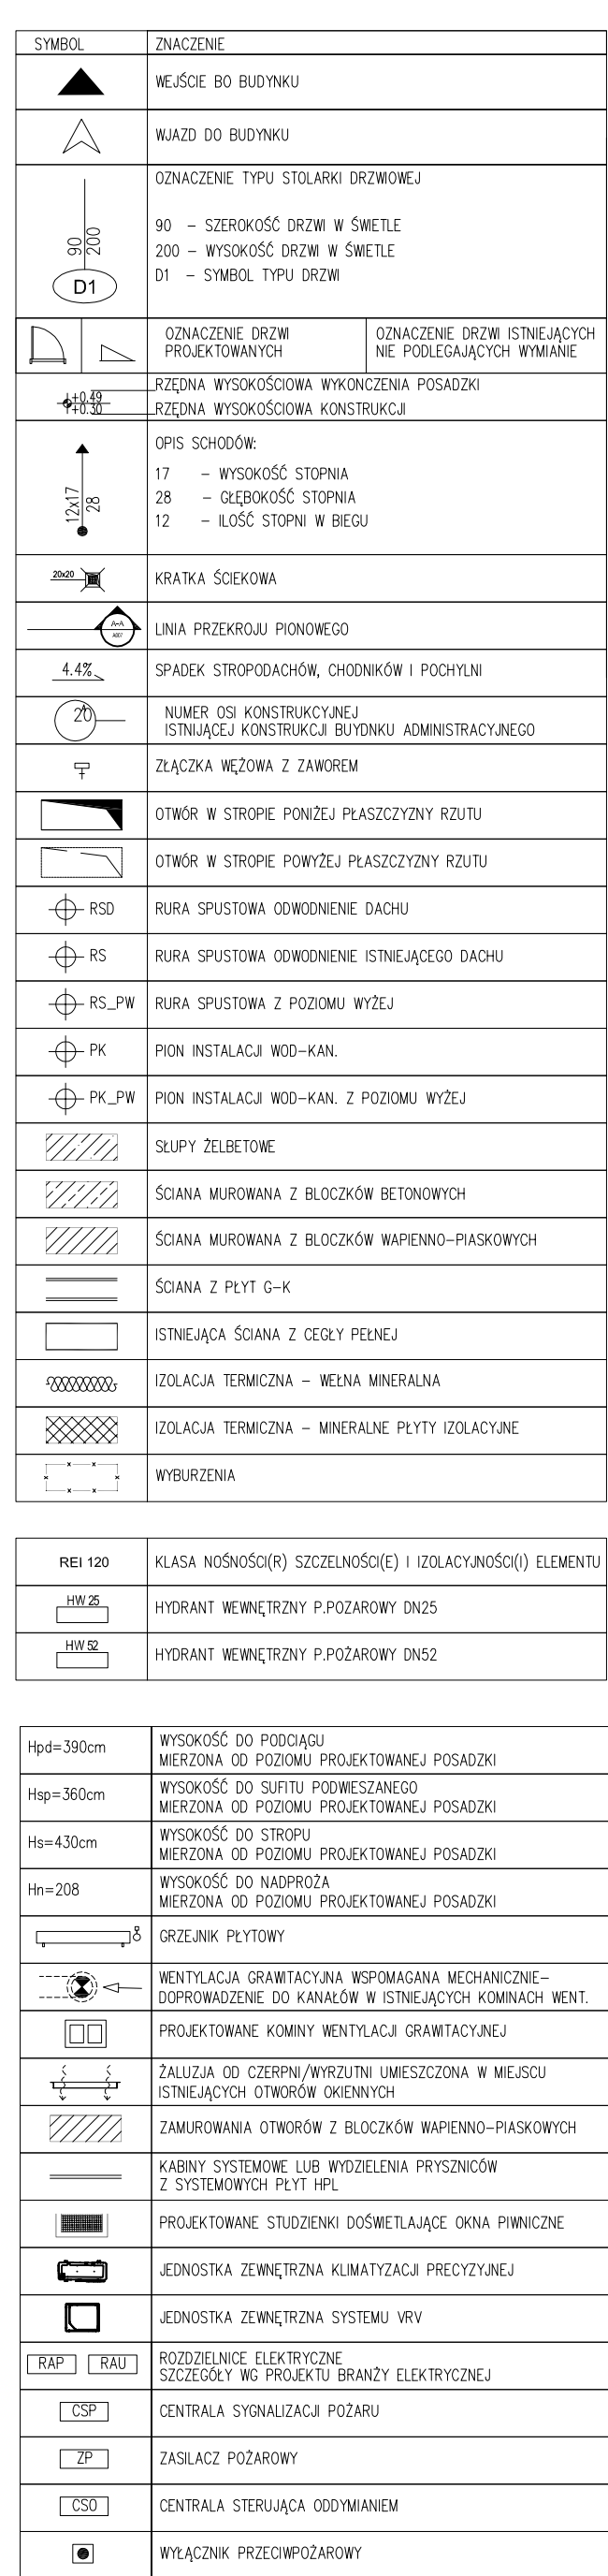 SYMBOL ZNACZENIE
WEJŚCIE BO BUDYNKU
WJAZD DO BUDYNKU
OZNACZENIE TYPU STOLARKI DRZWIOWEJ
90 – SZEROKOŚĆ DRZWI W ŚWIETLE
200 – WYSOKOŚĆ DRZWI W ŚWIETLE
D1 – SYMBOL TYPU DRZWI
90
200
D1
OZNACZENIE DRZWI
PROJEKTOWANYCH
OZNACZENIE DRZWI ISTNIEJĄCYCH
NIE PODLEGAJĄCYCH WYMIANIE
+0.49 RZĘDNA WYSOKOŚCIOWA WYKONCZENIA POSADZKI
+0.30 RZĘDNA WYSOKOŚCIOWA KONSTRUKCJI
OPIS SCHODÓW:
17 – WYSOKOŚĆ STOPNIA
28 – GŁĘBOKOŚĆ STOPNIA
12 – ILOŚĆ STOPNI W BIEGU
12x17
28
20x20 KRATKA ŚCIEKOWA
A-A
A007
LINIA PRZEKROJU PIONOWEGO
4.4% SPADEK STROPODACHÓW, CHODNIKÓW I POCHYLNI
20 NUMER OSI KONSTRUKCYJNEJ
ISTNIJĄCEJ KONSTRUKCJI BUYDNKU ADMINISTRACYJNEGO
ZŁĄCZKA WĘŻOWA Z ZAWOREM
OTWÓR W STROPIE PONIŻEJ PŁASZCZYZNY RZUTU
OTWÓR W STROPIE POWYŻEJ PŁASZCZYZNY RZUTU
RSD RURA SPUSTOWA ODWODNIENIE DACHU
RS RURA SPUSTOWA ODWODNIENIE ISTNIEJĄCEGO DACHU
RS_PW RURA SPUSTOWA Z POZIOMU WYŻEJ
PK PION INSTALACJI WOD-KAN.
PK_PW PION INSTALACJI WOD-KAN. Z POZIOMU WYŻEJ
SŁUPY ŻELBETOWE
ŚCIANA MUROWANA Z BLOCZKÓW BETONOWYCH
ŚCIANA MUROWANA Z BLOCZKÓW WAPIENNO-PIASKOWYCH
ŚCIANA Z PŁYT G-K
ISTNIEJĄCA ŚCIANA Z CEGŁY PEŁNEJ
IZOLACJA TERMICZNA – WEŁNA MINERALNA
IZOLACJA TERMICZNA – MINERALNE PŁYTY IZOLACYJNE
WYBURZENIA
REI 120 KLASA NOŚNOŚCI(R) SZCZELNOŚCI(E) I IZOLACYJNOŚCI(I) ELEMENTU
HW 25 HYDRANT WEWNĘTRZNY P.POZAROWY DN25
HW 52 HYDRANT WEWNĘTRZNY P.POŻAROWY DN52
Hpd=390cm WYSOKOŚĆ DO PODCIĄGU
MIERZONA OD POZIOMU PROJEKTOWANEJ POSADZKI
Hsp=360cm WYSOKOŚĆ DO SUFITU PODWIESZANEGO
MIERZONA OD POZIOMU PROJEKTOWANEJ POSADZKI
Hs=430cm WYSOKOŚĆ DO STROPU
MIERZONA OD POZIOMU PROJEKTOWANEJ POSADZKI
Hn=208 WYSOKOŚĆ DO NADPROŻA
MIERZONA OD POZIOMU PROJEKTOWANEJ POSADZKI
GRZEJNIK PŁYTOWY
WENTYLACJA GRAWITACYJNA WSPOMAGANA MECHANICZNIE–
DOPROWADZENIE DO KANAŁÓW W ISTNIEJĄCYCH KOMINACH WENT.
PROJEKTOWANE KOMINY WENTYLACJI GRAWITACYJNEJ
ŻALUZJA OD CZERPNI/WYRZUTNI UMIESZCZONA W MIEJSCU
ISTNIEJĄCYCH OTWORÓW OKIENNYCH
ZAMUROWANIA OTWORÓW Z BLOCZKÓW WAPIENNO-PIASKOWYCH
KABINY SYSTEMOWE LUB WYDZIELENIA PRYSZNICÓW
Z SYSTEMOWYCH PŁYT HPL
PROJEKTOWANE STUDZIENKI DOŚWIETLAJĄCE OKNA PIWNICZNE
JEDNOSTKA ZEWNĘTRZNA KLIMATYZACJI PRECYZYJNEJ
JEDNOSTKA ZEWNĘTRZNA SYSTEMU VRV
RAP RAU ROZDZIELNICE ELEKTRYCZNE
SZCZEGÓŁY WG PROJEKTU BRANŻY ELEKTRYCZNEJ
CSP CENTRALA SYGNALIZACJI POŻARU
ZP ZASILACZ POŻAROWY
CSO CENTRALA STERUJĄCA ODDYMIANIEM
WYŁĄCZNIK PRZECIWPOŻAROWY